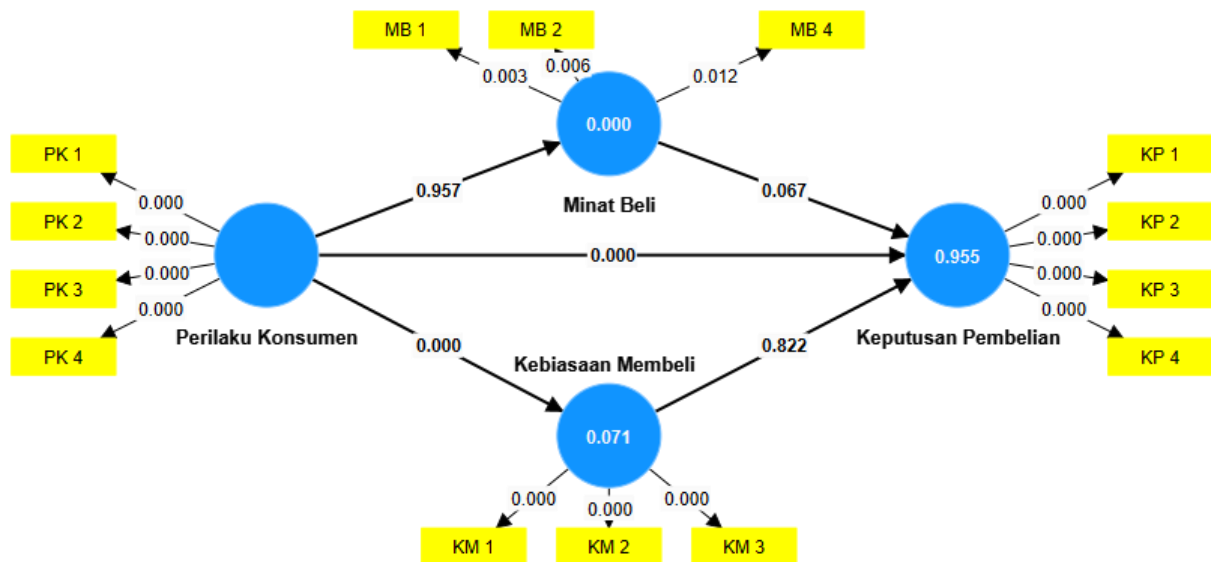 MB 1
MB 2
MB 4
0.003
0.006
0.012
0.000
Minat Beli
PK 1
PK 2
PK 3
PK 4
0.000
0.000
0.000
0.000
Perilaku Konsumen
0.957
0.067
0.000
0.000
0.822
KP 1
KP 2
KP 3
KP 4
0.000
0.000
0.000
0.000
0.955
Keputusan Pembelian
Kebiasaan Membeli
0.071
0.000
0.000
0.000
KM 1
KM 2
KM 3